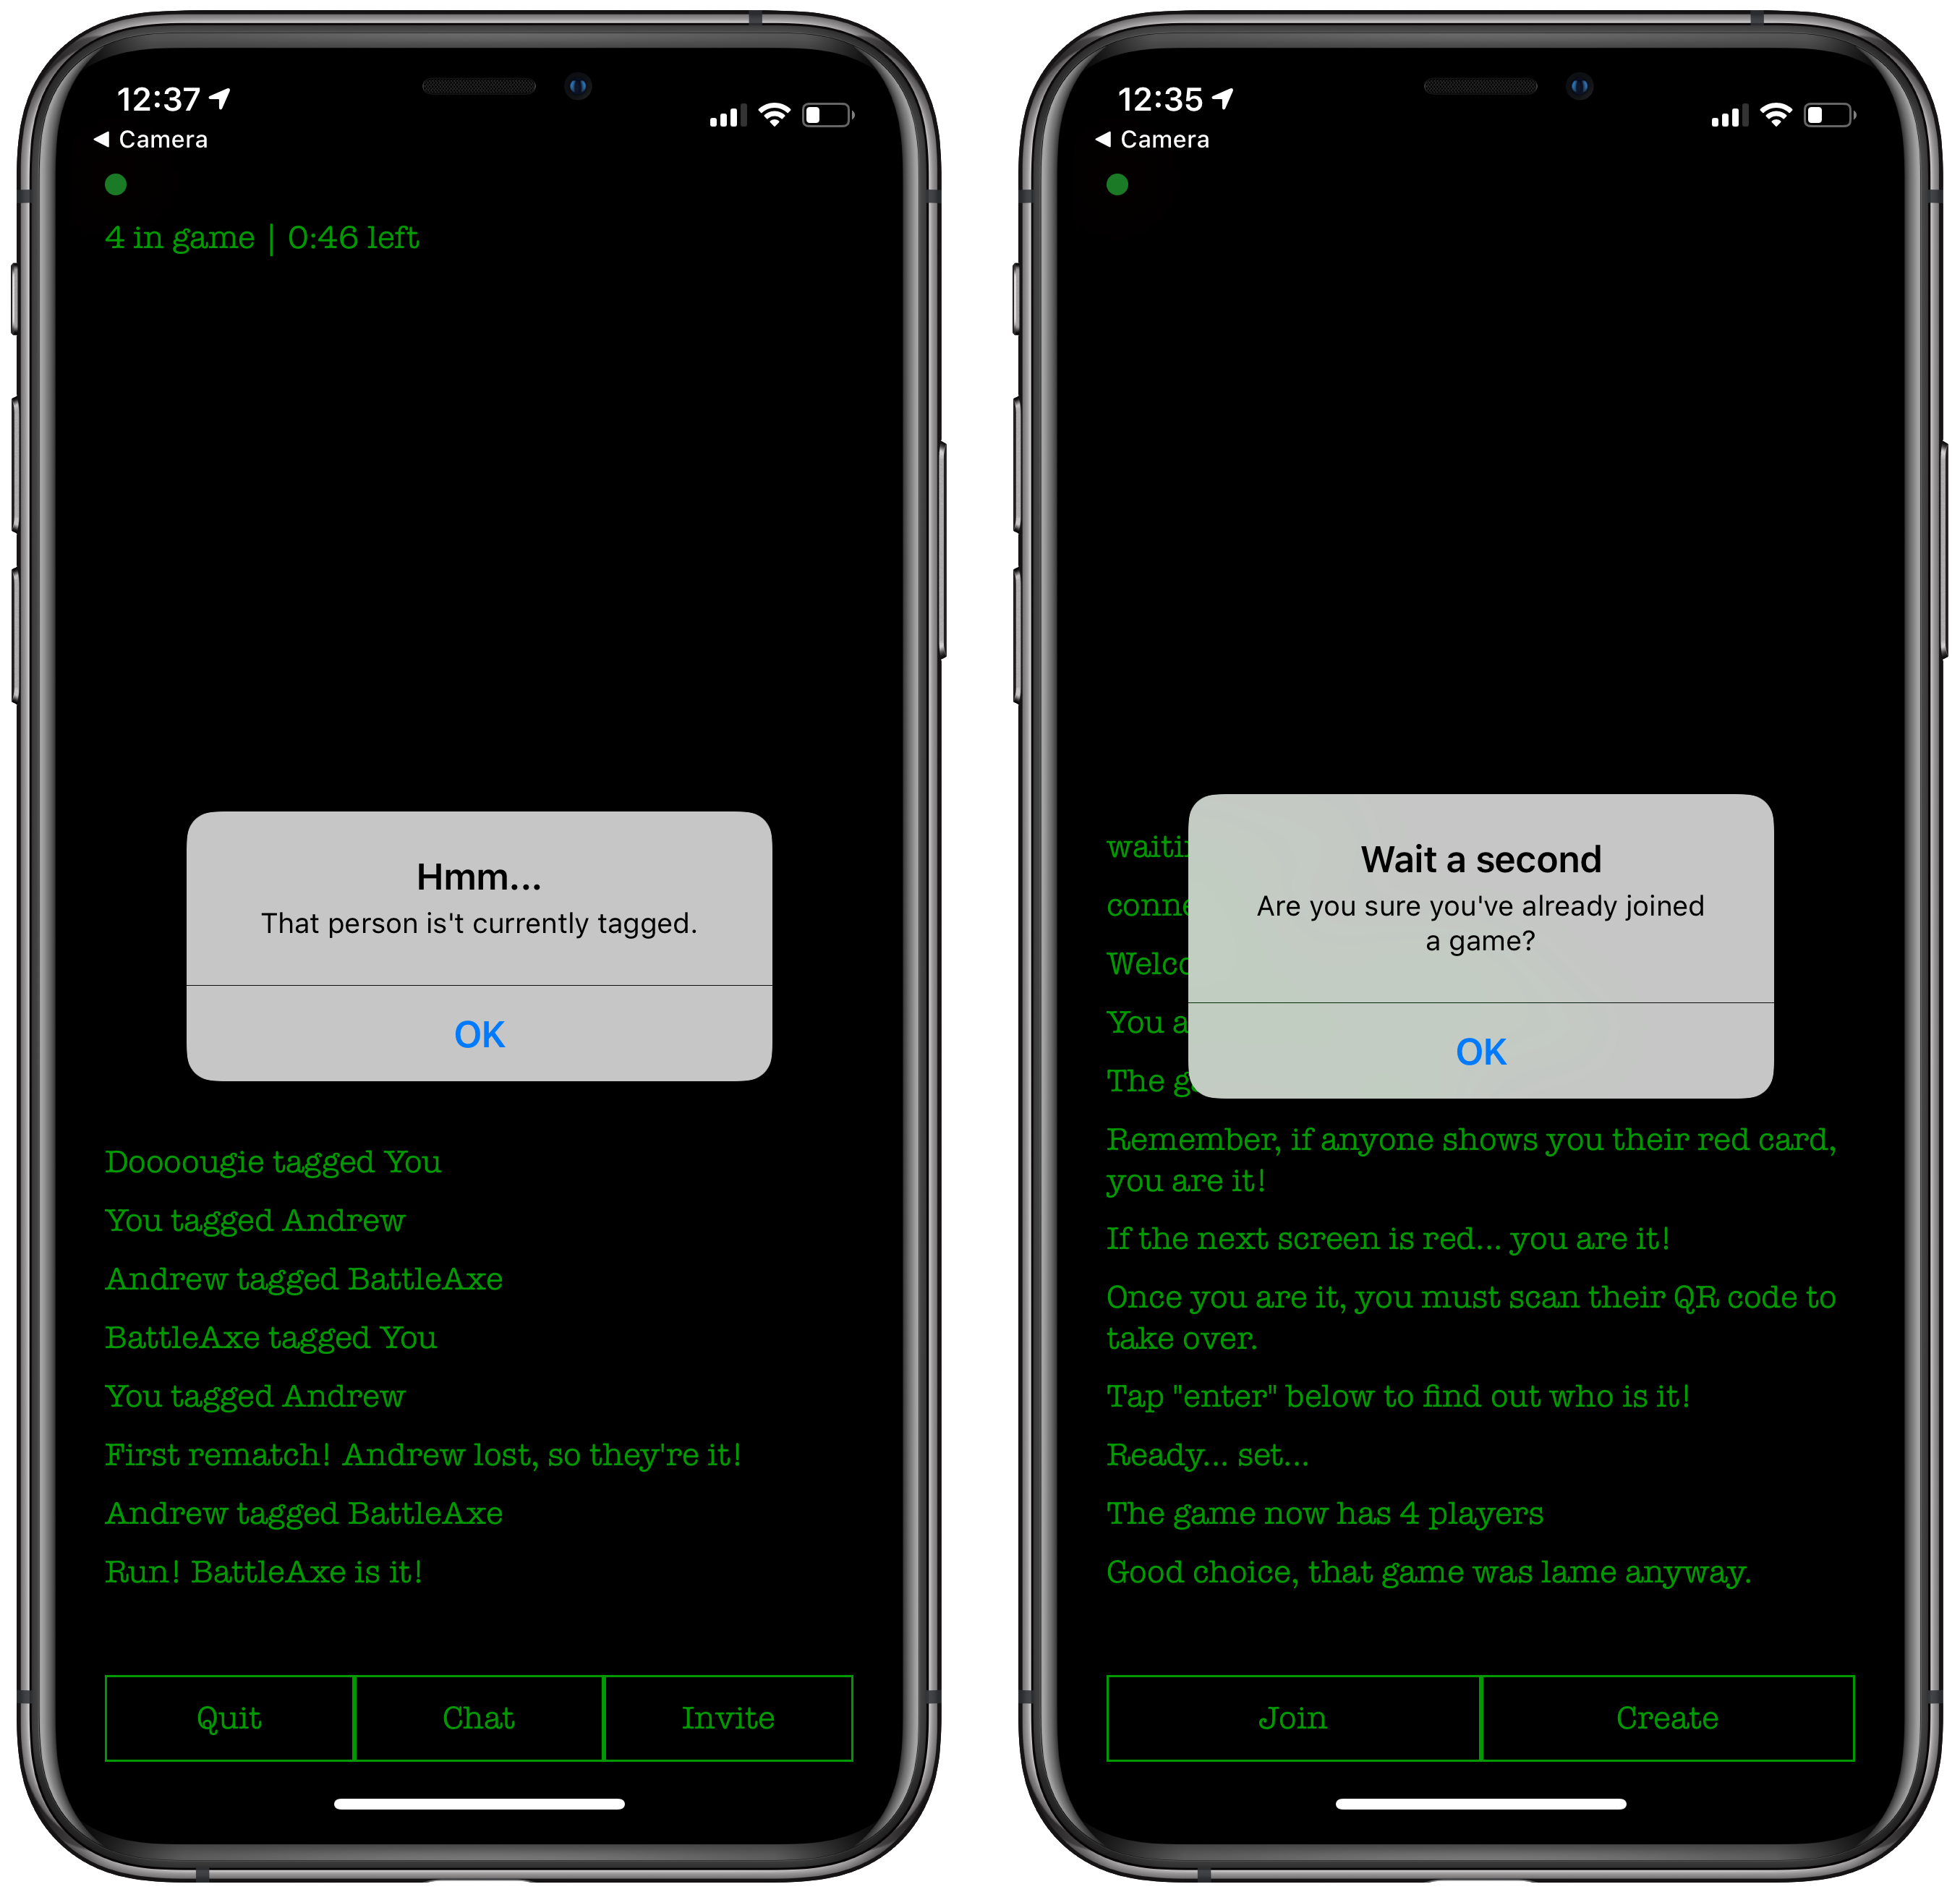 12:37
Camera
4 in game | 0:46 left
Hmm...
That person is't currently tagged.
OK
Doooougie tagged You
You tagged Andrew
Andrew tagged BattleAxe
BattleAxe tagged You
You tagged Andrew
First rematch! Andrew lost, so they're it!
Andrew tagged BattleAxe
Run! BattleAxe is it!
Quit Chat Invite
12:35
Camera
Wait a second
Are you sure you've already joined
a game?
OK
You
The
Remember, if anyone shows you their red card,
you are it!
If the next screen is red... you are it!
Once you are it, you must scan their QR code to
take over.
Tap "enter" below to find out who is it!
Ready... set...
The game now has 4 players
Good choice, that game was lame anyway.
Join Create